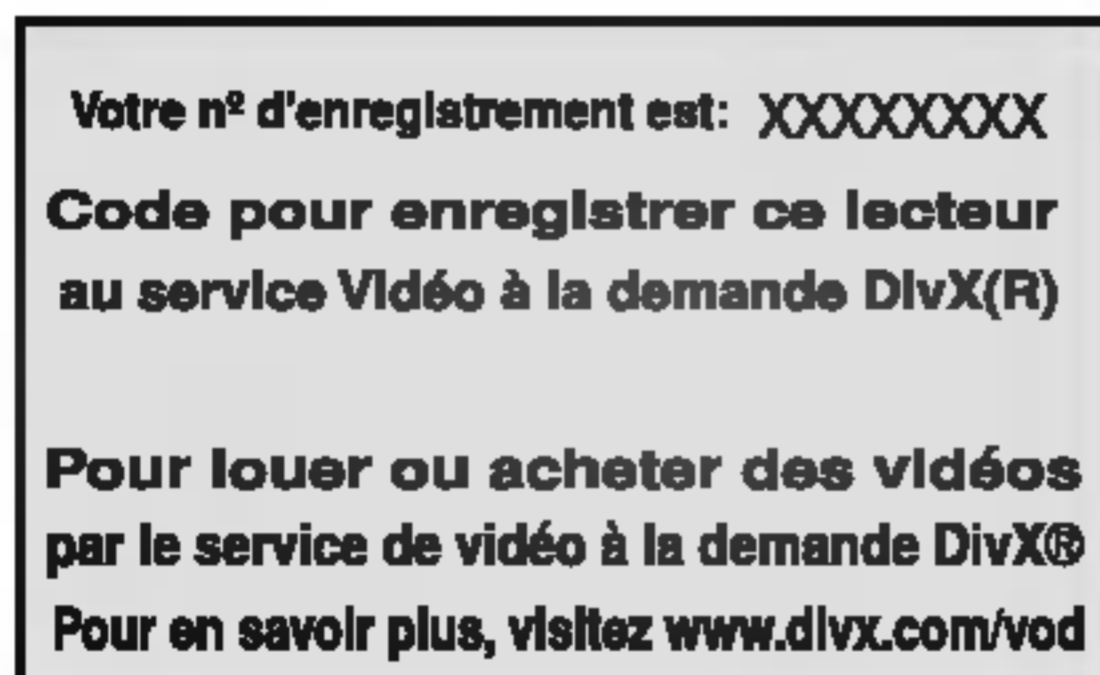 Votre nº d'enregistrement est: XXXXXXXX
Code pour enregistrer ce lecteur
au service Vidéo à la demande DivX(R)
Pour louer ou acheter des vidéos
par le service de vidéo à la demande DivX®
Pour en savoir plus, visitez www.divx.com/vod